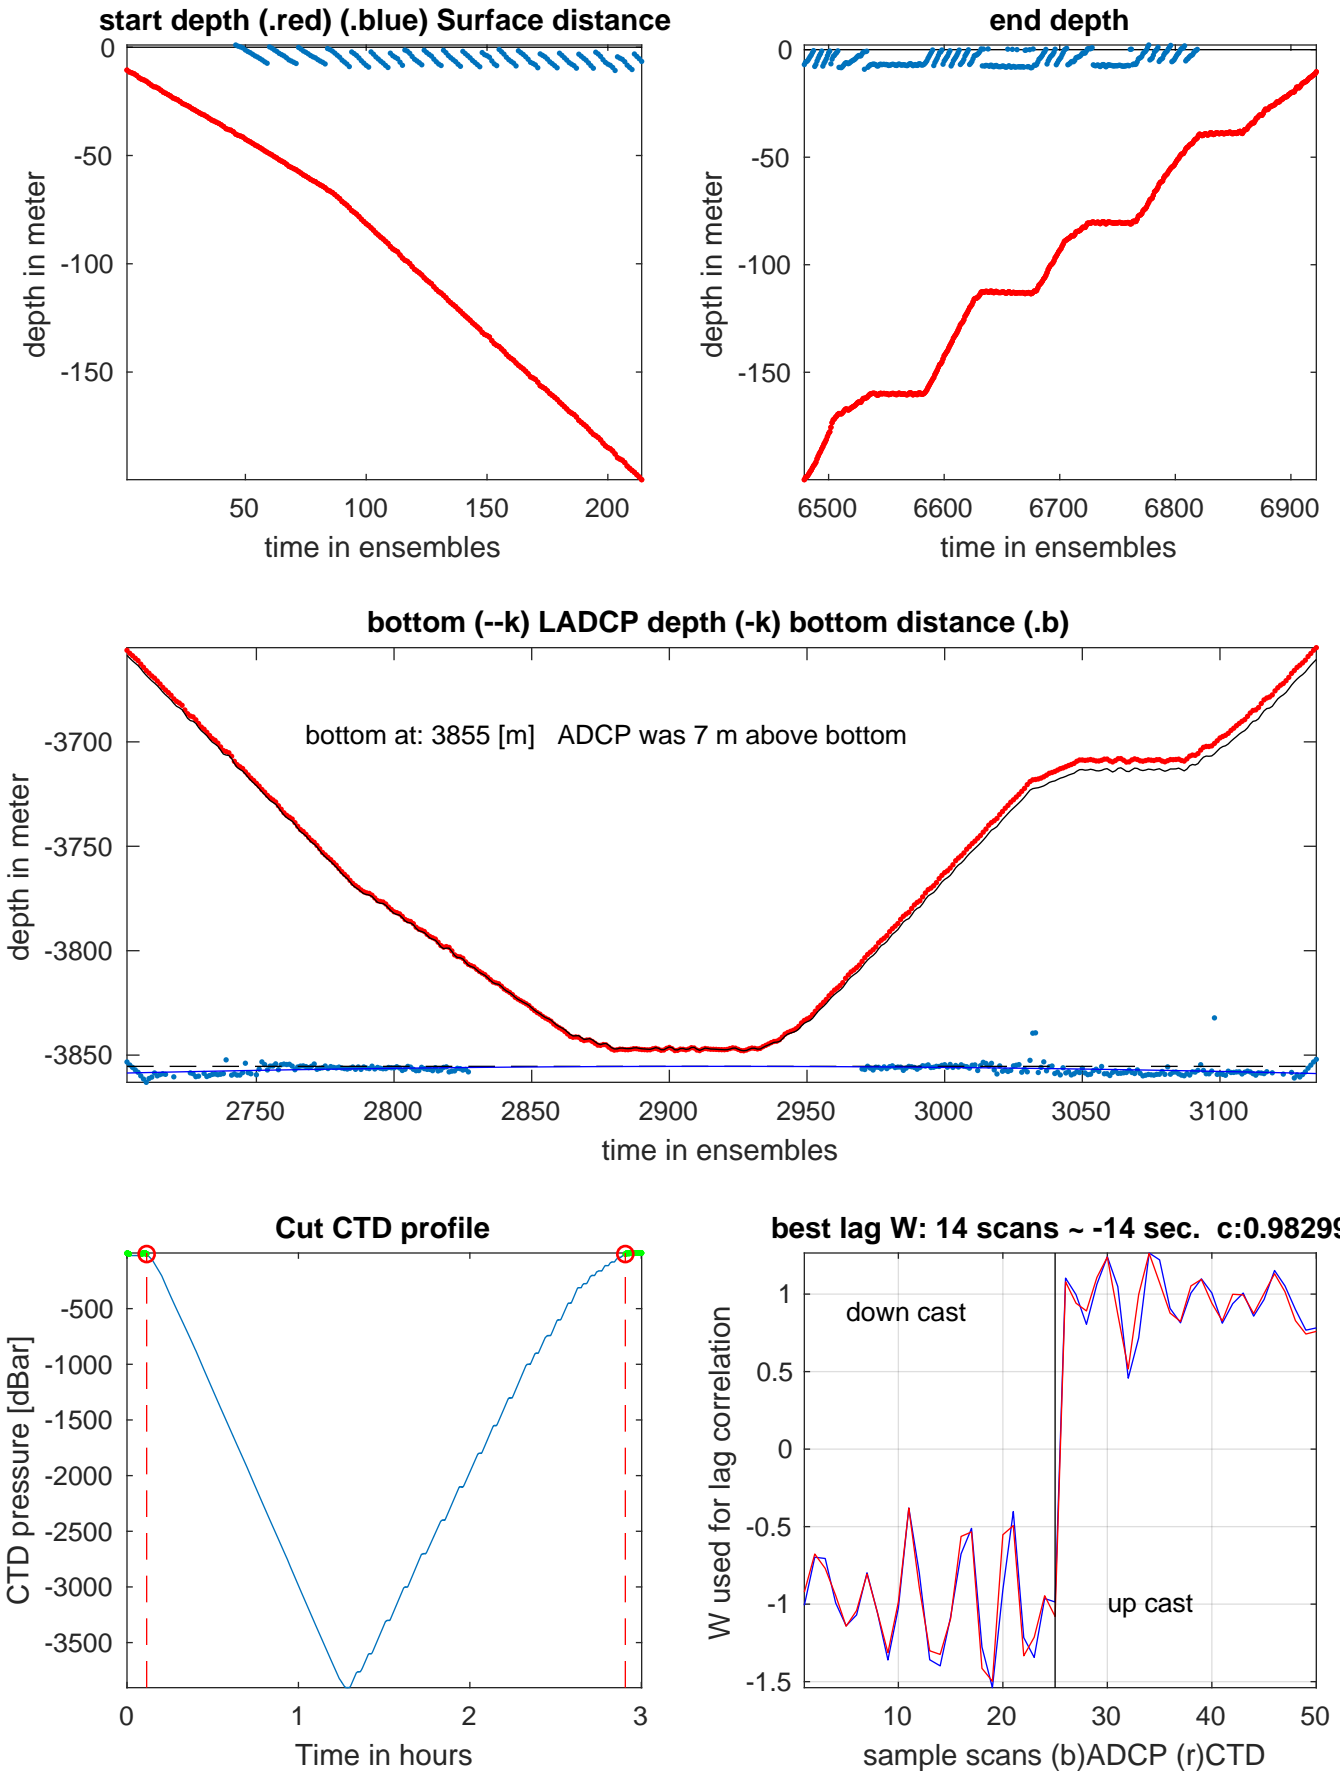 start depth (.red) (.blue) Surface distance
0
-50
-100
-150
depth in meter
50
100
150
200
time in ensembles
end depth
0
-50
-100
-150
depth in meter
6500
6600
6700
6800
6900
time in ensembles
bottom (--k) LADCP depth (-k) bottom distance (.b)
bottom at: 3855 [m]   ADCP was 7 m above bottom
-3700
-3750
-3800
-3850
depth in meter
2750
2800
2850
2900
2950
3000
3050
3100
time in ensembles
Cut CTD profile
-500
-1000
-1500
-2000
-2500
-3000
-3500
CTD pressure [dBar]
0
1
2
3
Time in hours
best lag W: 14 scans ~ -14 sec.  c:0.98299
down cast
up cast
1
0.5
0
-0.5
-1
-1.5
W used for lag correlation
10
20
30
40
50
sample scans (b)ADCP (r)CTD